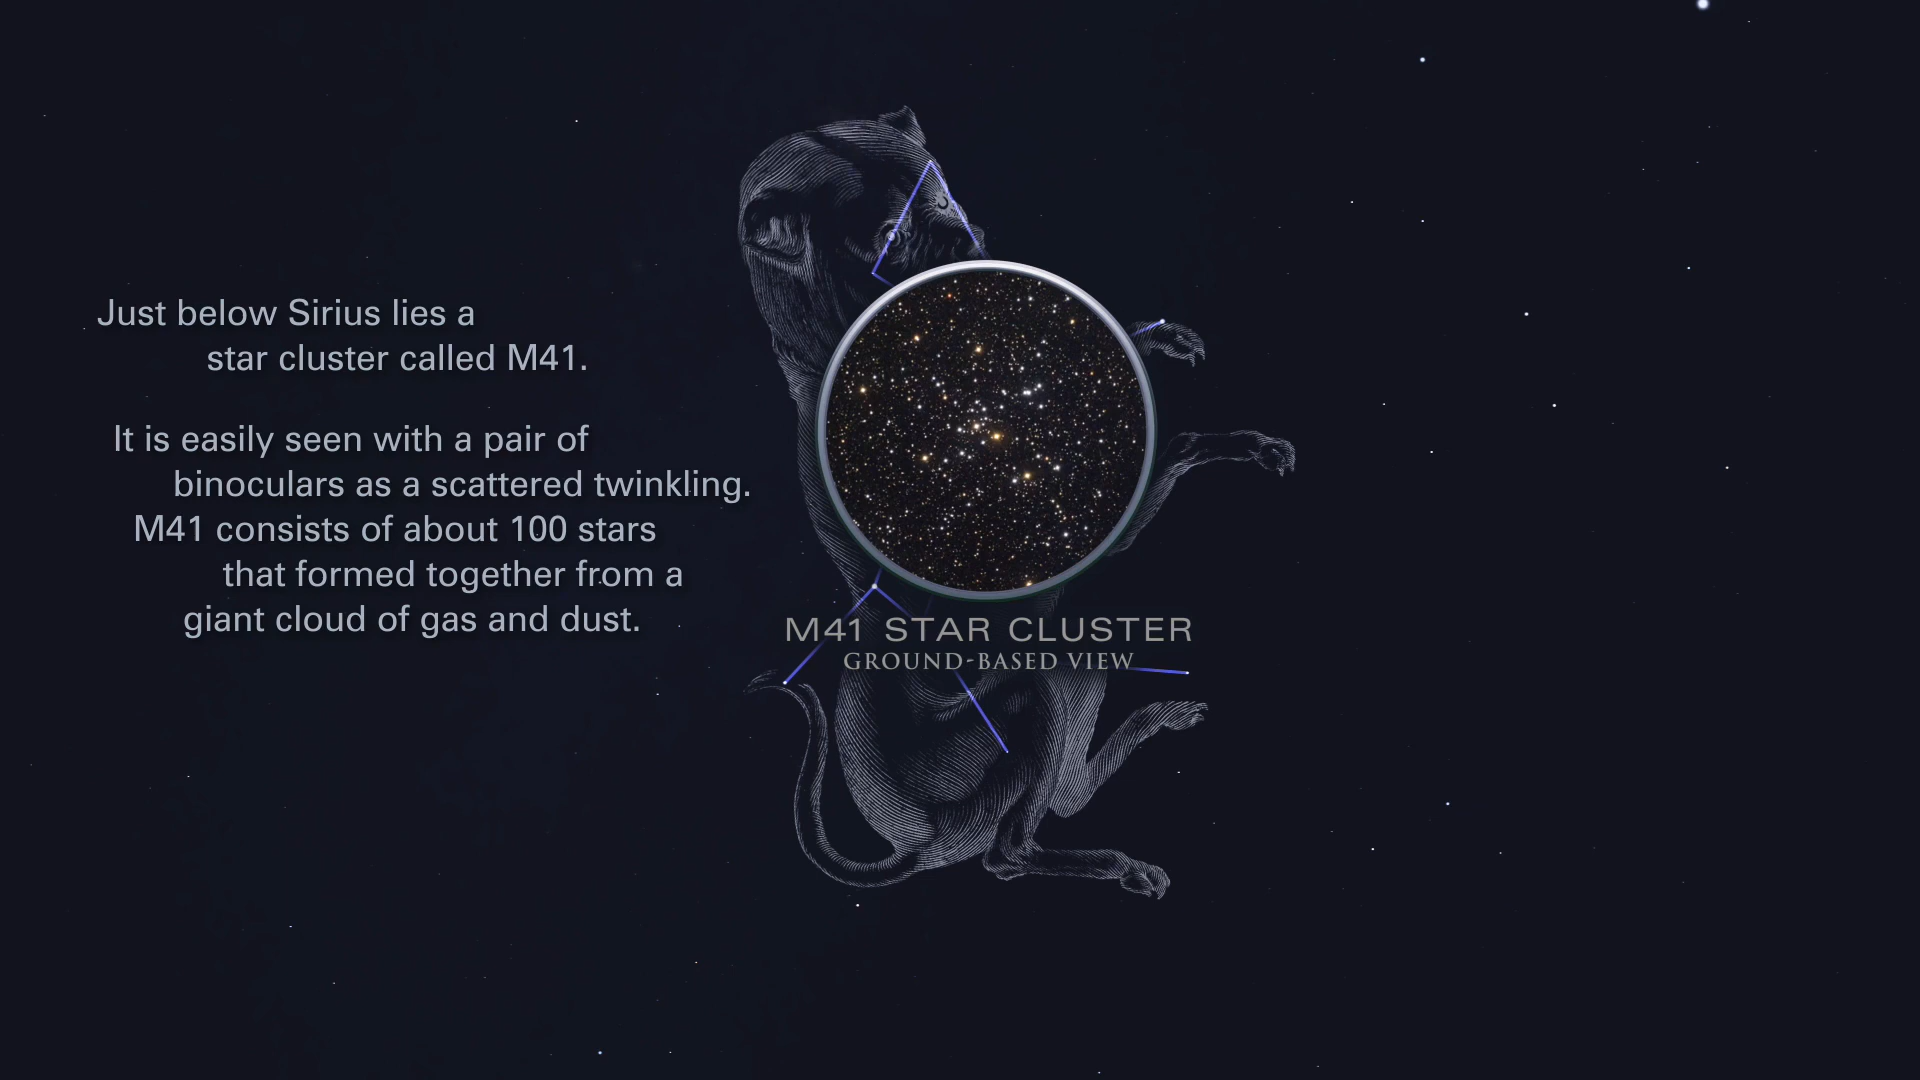 Just below Sirius lies a
star cluster called M41.
It is easily seen with a pair of
binoculars as a scattered twinkling.
M41 consists of about 100 stars
that formed together from a
giant cloud of gas and dust.
M41 STAR CLUSTER
GROUND-BASED VIEW